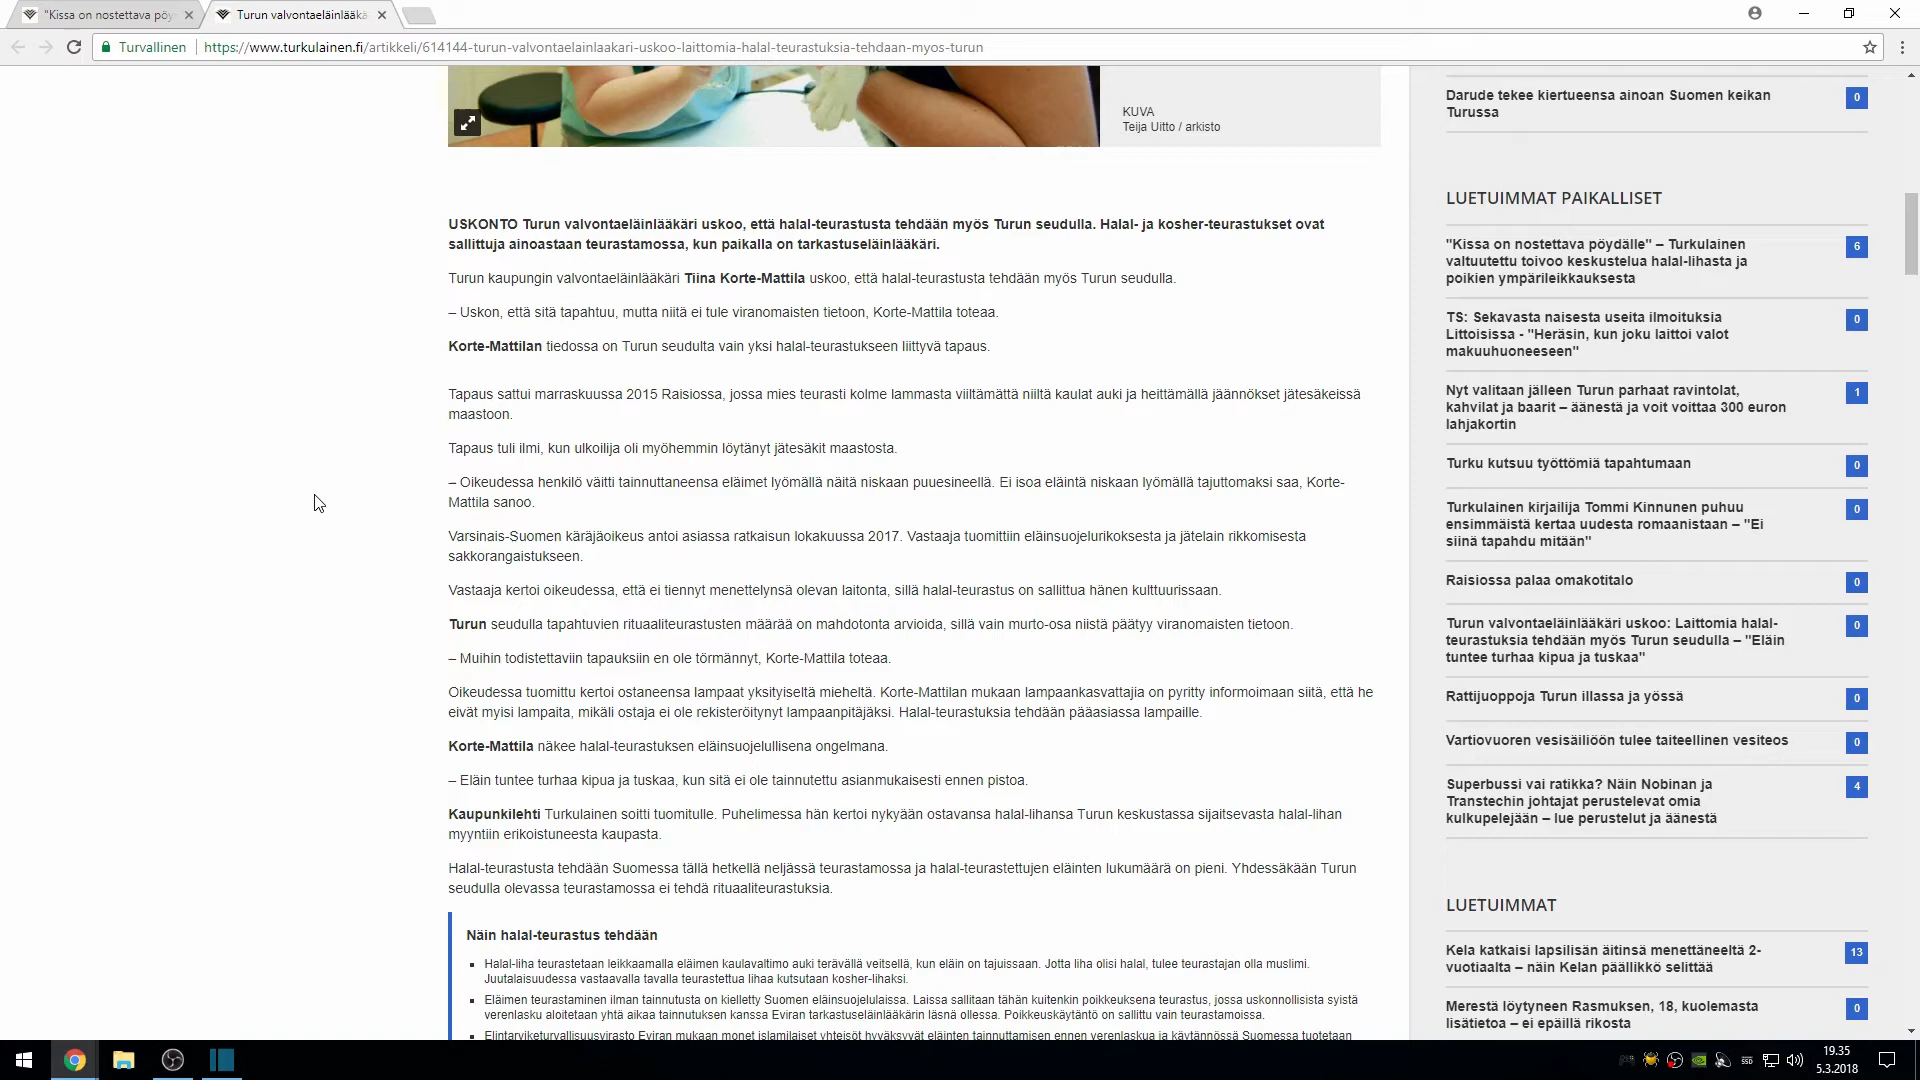 "Kissa on nostettava pöy
Turun valvontaeläinlääkä
Turvallinen
https://www.turkulainen.fi/artikkeli/614144-turun-valvontaelainlaakari-uskoo-laittomia-halal-teurastuksia-tehdaan-myos-turun
KUVA
Teija Uitto / arkisto
USKONTO Turun valvontaeläinlääkäri uskoo, että halal-teurastusta tehdään myös Turun seudulla. Halal- ja kosher-teurastukset ovat
sallittuja ainoastaan teurastamossa, kun paikalla on tarkastuseläinlääkäri.
Turun kaupungin valvontaeläinlääkäri Tiina Korte-Mattila uskoo, että halal-teurastusta tehdään myös Turun seudulla.
– Uskon, että sitä tapahtuu, mutta niitä ei tule viranomaisten tietoon, Korte-Mattila toteaa.
Korte-Mattilan tiedossa on Turun seudulta vain yksi halal-teurastukseen liittyvä tapaus.
Tapaus sattui marraskuussa 2015 Raisiossa, jossa mies teurasti kolme lammasta viiltämättä niiltä kaulat auki ja heittämällä jäännökset jätesäkeissä
maastoon.
Tapaus tuli ilmi, kun ulkoilija oli myöhemmin löytänyt jätesäkit maastosta.
– Oikeudessa henkilö väitti tainnuttaneensa eläimet lyömällä näitä niskaan puuesineellä. Ei isoa eläintä niskaan lyömällä tajuttomaksi saa, Korte-
Mattila sanoo.
Varsinais-Suomen käräjäoikeus antoi asiassa ratkaisun lokakuussa 2017. Vastaaja tuomittiin eläinsuojelurikoksesta ja jätelain rikkomisesta
sakkorangaistukseen.
Vastaaja kertoi oikeudessa, että ei tiennyt menettelynsä olevan laitonta, sillä halal-teurastus on sallittua hänen kulttuurissaan.
Turun seudulla tapahtuvien rituaaliteurastusten määrää on mahdotonta arvioida, sillä vain murto-osa niistä päätyy viranomaisten tietoon.
– Muihin todistettaviin tapauksiin en ole törmännyt, Korte-Mattila toteaa.
Oikeudessa tuomittu kertoi ostaneensa lampaat yksityiseltä mieheltä. Korte-Mattilan mukaan lampaankasvattajia on pyritty informoimaan siitä, että he
eivät myisi lampaita, mikäli ostaja ei ole rekisteröitynyt lampaanpitäjäksi. Halal-teurastuksia tehdään pääasiassa lampaille.
Korte-Mattila näkee halal-teurastuksen eläinsuojelullisena ongelmana.
– Eläin tuntee turhaa kipua ja tuskaa, kun sitä ei ole tainnutettu asianmukaisesti ennen pistoa.
Kaupunkilehti Turkulainen soitti tuomitulle. Puhelimessa hän kertoi nykyään ostavansa halal-lihansa Turun keskustassa sijaitsevasta halal-lihan
myyntiin erikoistuneesta kaupasta.
Halal-teurastusta tehdään Suomessa tällä hetkellä neljässä teurastamossa ja halal-teurastettujen eläinten lukumäärä on pieni. Yhdessäkään Turun
seudulla olevassa teurastamossa ei tehdä rituaaliteurastuksia.
Näin halal-teurastus tehdään
Halal-liha teurastetaan leikkaamalla eläimen kaulavaltimo auki terävällä veitsellä, kun eläin on tajuissaan. Jotta liha olisi halal, tulee teurastajan olla muslimi.
Juutalaisuudessa vastaavalla tavalla teurastettua lihaa kutsutaan kosher-lihaksi.
Eläimen teurastaminen ilman tainnutusta on kielletty Suomen eläinsuojelulaissa. Laissa sallitaan tähän kuitenkin poikkeuksena teurastus, jossa uskonnollisista syistä
verenlasku aloitetaan yhtä aikaa tainnutuksen kanssa Eviran tarkastuseläinlääkärin läsnä ollessa. Poikkeuskäytäntö on sallittu vain teurastamoissa.
Elintarviketurvallisuusvirasto Eviran mukaan monet islamilaiset yhteisöt hyväksyvät eläinten tainnuttamisen ennen verenlaskua ja käytännössä Suomessa tuotetaan
Darude tekee kiertueensa ainoan Suomen keikan
Turussa
0
LUETUIMMAT PAIKALLISET
"Kissa on nostettava pöydälle" – Turkulainen
valtuutettu toivoo keskustelua halal-lihasta ja
poikien ympärileikkauksesta
6
TS: Sekavasta naisesta useita ilmoituksia
Littoisissa - "Heräsin, kun joku laittoi valot
makuuhuoneeseen"
0
Nyt valitaan jälleen Turun parhaat ravintolat,
kahvilat ja baarit – äänestä ja voit voittaa 300 euron
lahjakortin
1
Turku kutsuu työttömiä tapahtumaan
0
Turkulainen kirjailija Tommi Kinnunen puhuu
ensimmäistä kertaa uudesta romaanistaan – "Ei
siinä tapahdu mitään"
0
Raisiossa palaa omakotitalo
0
Turun valvontaeläinlääkäri uskoo: Laittomia halal-
teurastuksia tehdään myös Turun seudulla – "Eläin
tuntee turhaa kipua ja tuskaa"
0
Rattijuoppoja Turun illassa ja yössä
0
Vartiovuoren vesisäiliöön tulee taiteellinen vesiteos
0
Superbussi vai ratikka? Näin Nobinan ja
Transtechin johtajat perustelevat omia
kulkupelejään – lue perustelut ja äänestä
4
LUETUIMMAT
Kela katkaisi lapsilisän äitinsä menettäneeltä 2-
vuotiaalta – näin Kelan päällikkö selittää
13
Merestä löytyneen Rasmuksen, 18, kuolemasta
lisätietoa – ei epäillä rikosta
0
SSD
19.35
5.3.2018